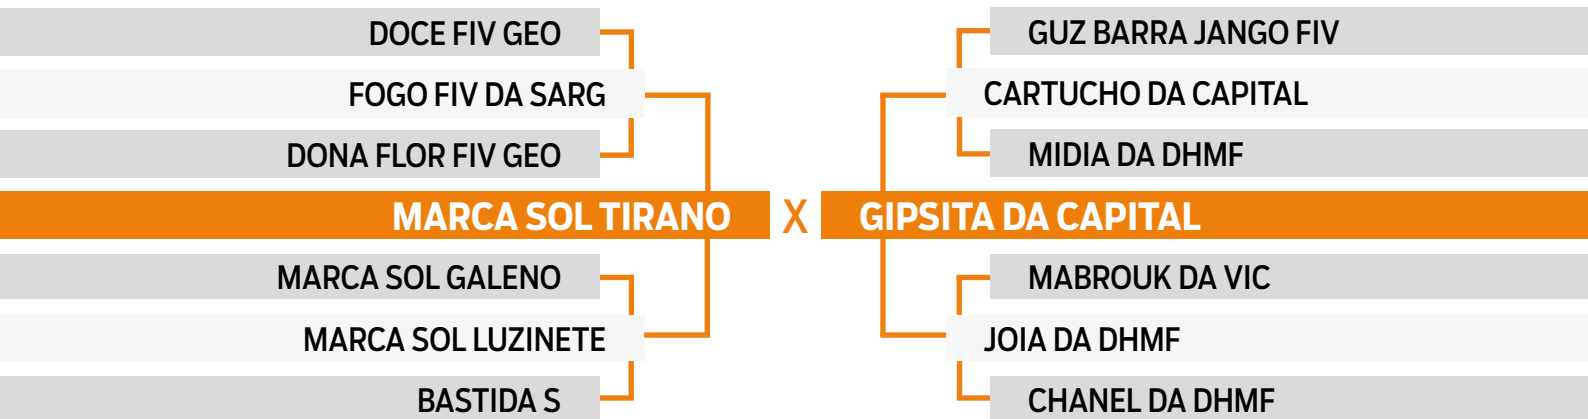 DOCE FIV GEO
FOGO FIV DA SARG
DONA FLOR FIV GEO
MARCA SOL TIRANO X GIPSITA DA CAPITAL
MARCA SOL GALENO
MARCA SOL LUZINETE
BASTIDA S
GUZ BARRA JANGO FIV
CARTUCHO DA CAPITAL
MIDIA DA DHMF
MABROUK DA VIC
JOIA DA DHMF
CHANEL DA DHMF